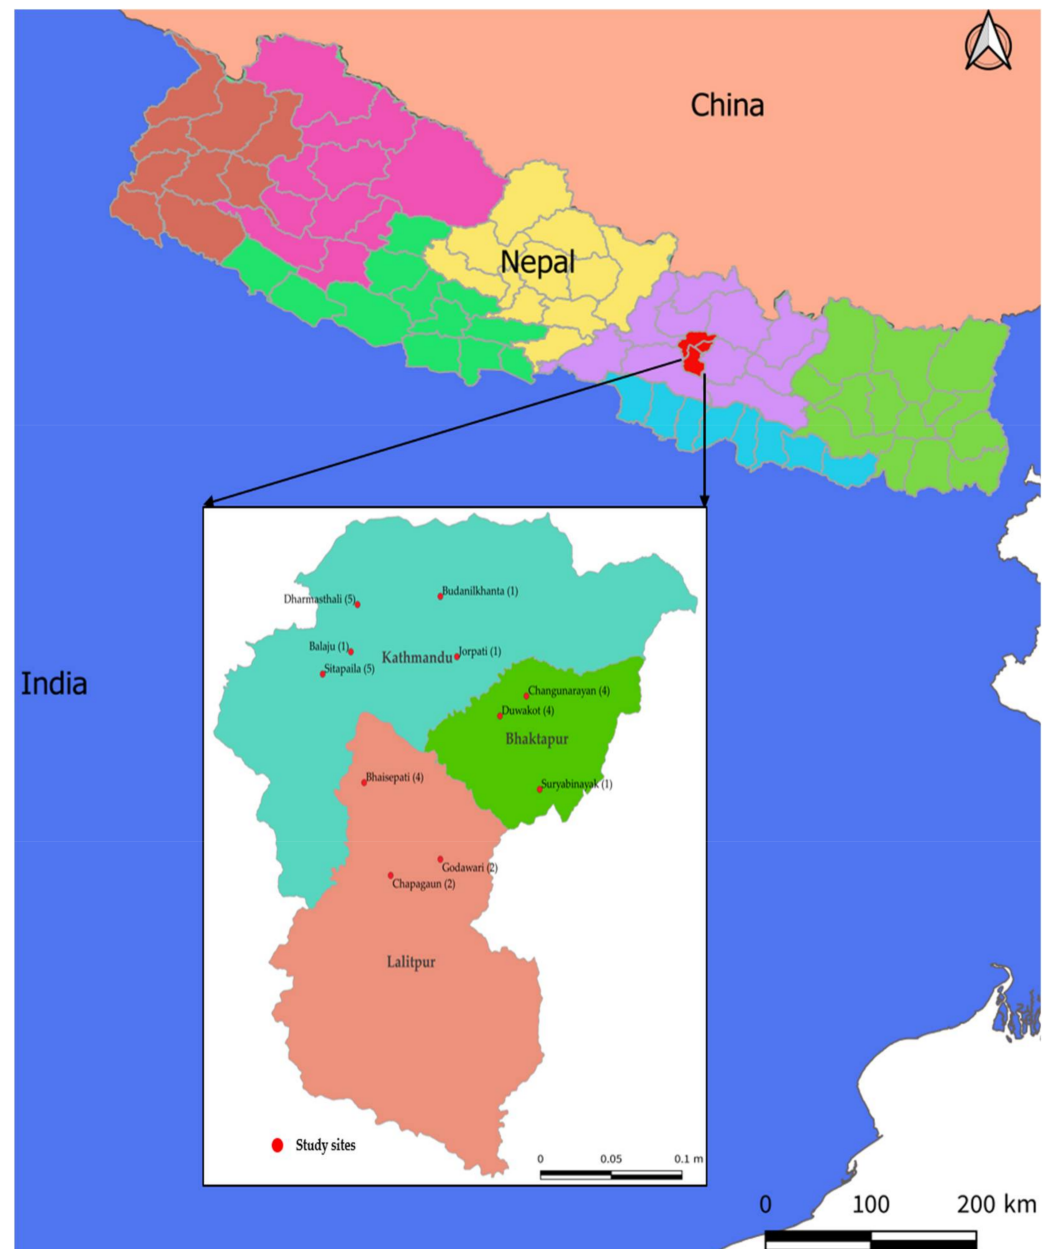 China
Nepal
India
Budanilkhanta (1)
Dharmasthali (5)
Balaju (1)
Kathmandu
Jorpati (1)
Sitapaila (5)
Changunarayan (4)
Duwakot (4)
Bhaktapur
Bhaisepati (4)
Suryabinayak (1)
Godawari (2)
Chapagaun (2)
Lalitpur
Study sites
0 0.05 0.1 m
0 100 200 km